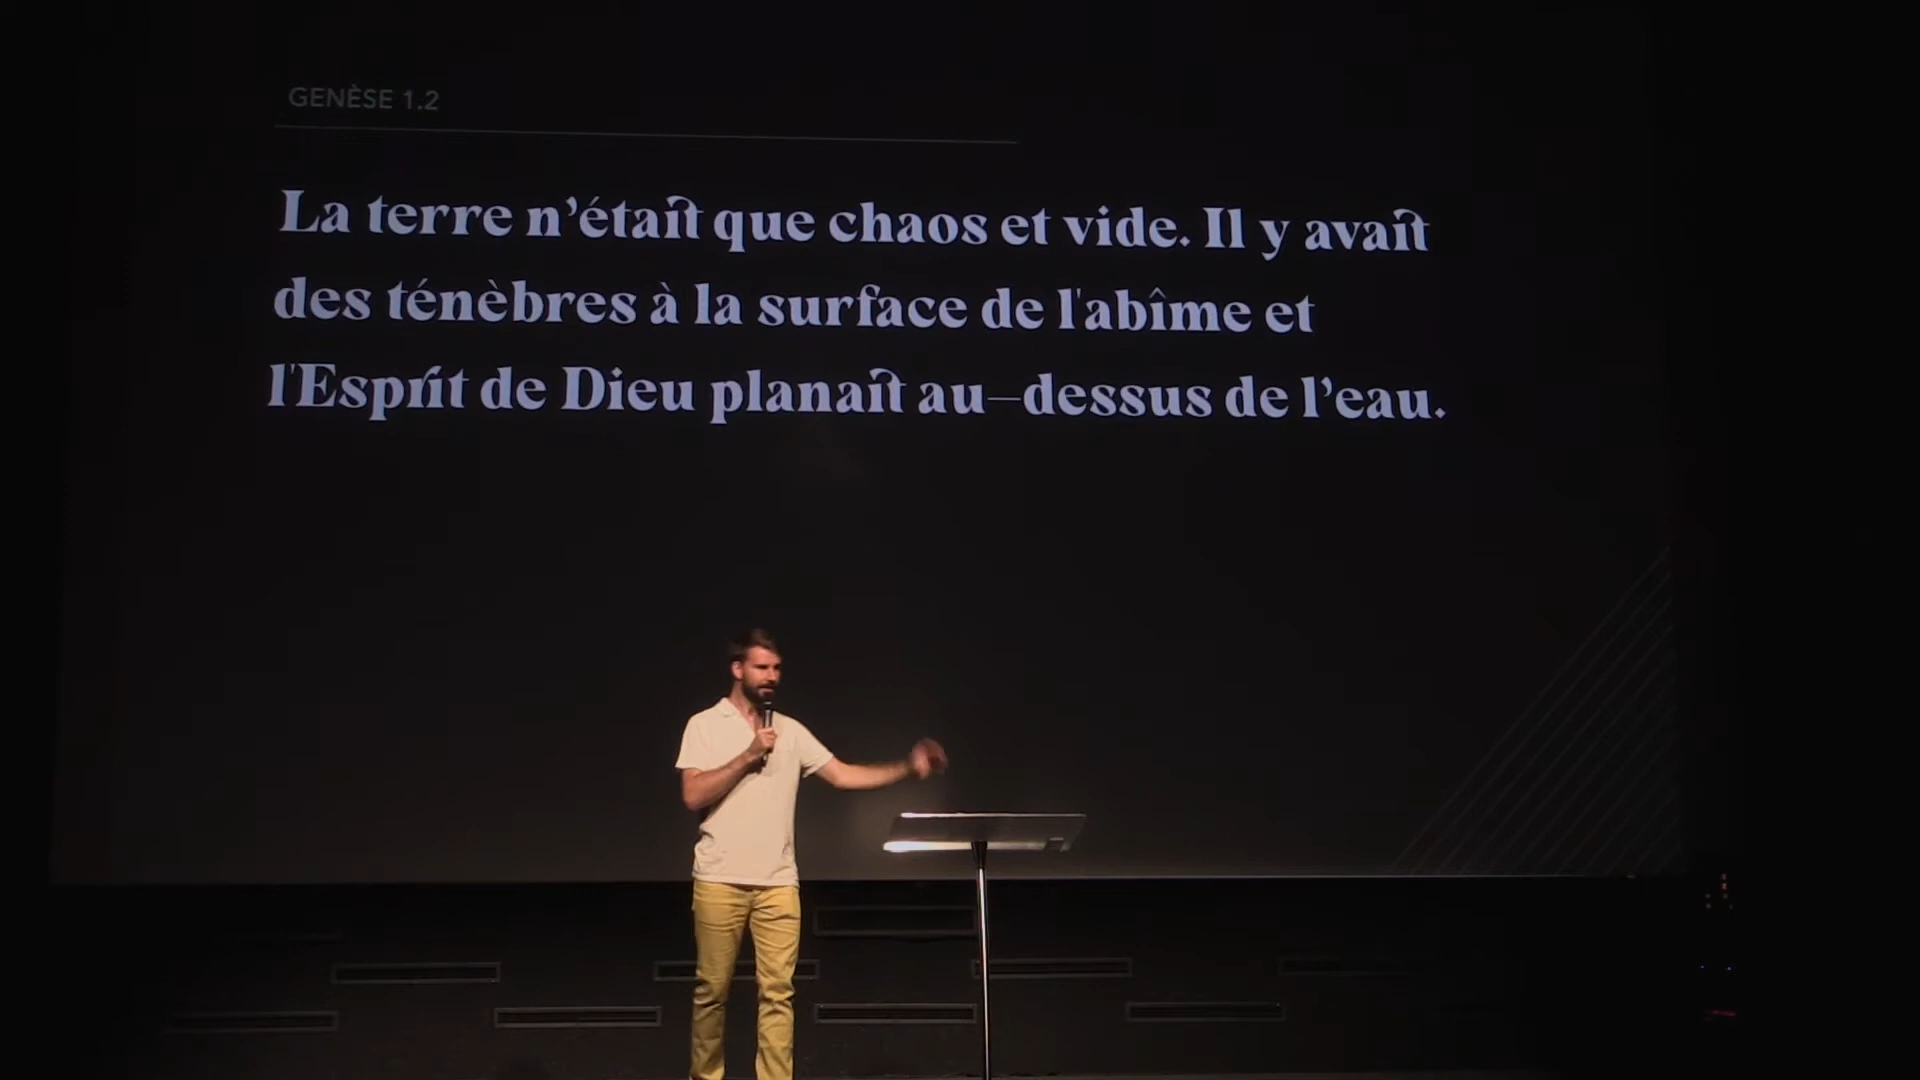 GENÈSE 1.2
La terre n’était que chaos et vide. Il y avait
des ténèbres à la surface de l'abîme et
l'Esprit de Dieu planait au–dessus de l’eau.